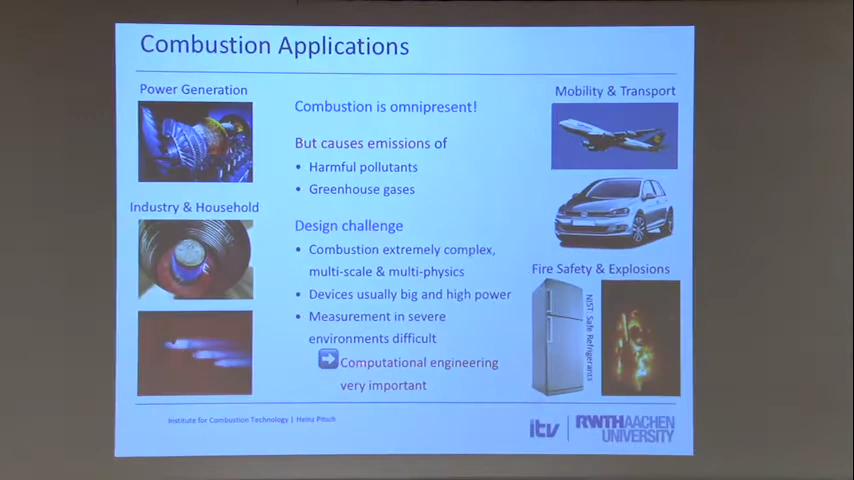 Combustion Applications
Power Generation
Industry & Household
Combustion is omnipresent!
But causes emissions of
• Harmful pollutants
• Greenhouse gases
Design challenge
• Combustion extremely complex,
multi-scale & multi-physics
• Devices usually big and high power
• Measurement in severe
environments difficult
Computational engineering
very important
Mobility & Transport
Fire Safety & Explosions
NIST: Safe Refrigerants
Institute for Combustion Technology | Heinz Pitsch
itv
RWTHAACHEN
UNIVERSITY